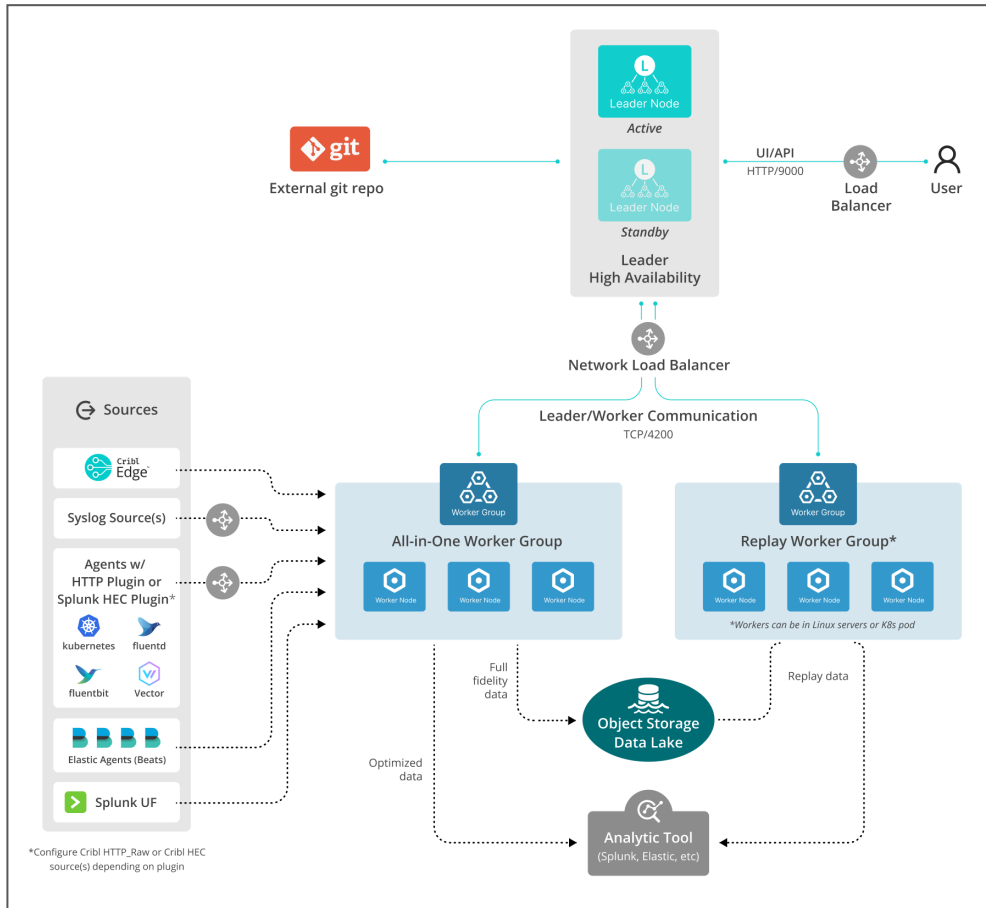 L
Leader Node
Active
L
Leader Node
Standby
Leader
High Availability
git
External git repo
UI/API
HTTP/9000
Load
Balancer
User
Network Load Balancer
Leader/Worker Communication
TCP/4200
Sources
Cribl
Edge™
Syslog Source(s)
Agents w/
HTTP Plugin or
Splunk HEC Plugin*
kubernetes
fluentd
fluentbit
Vector
Elastic Agents (Beats)
Splunk UF
*Configure Cribl HTTP_Raw or Cribl HEC
source(s) depending on plugin
Worker Group
All-in-One Worker Group
Worker Node
Worker Node
Worker Node
Worker Group
Replay Worker Group*
Worker Node
Worker Node
Worker Node
*Workers can be in Linux servers or K8s pod
Full
fidelity
data
Replay data
Object Storage
Data Lake
Optimized
data
Analytic Tool
(Splunk, Elastic, etc)